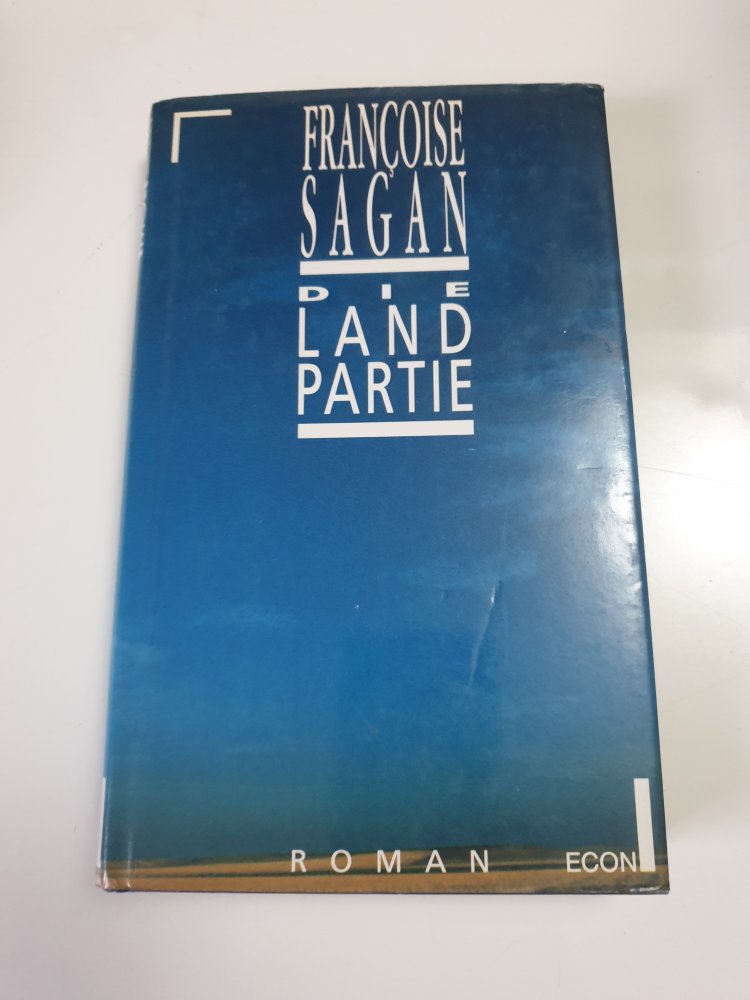 FRANÇOISE
SAGAN
DIE
LAND
PARTIE
ROMAN
ECON